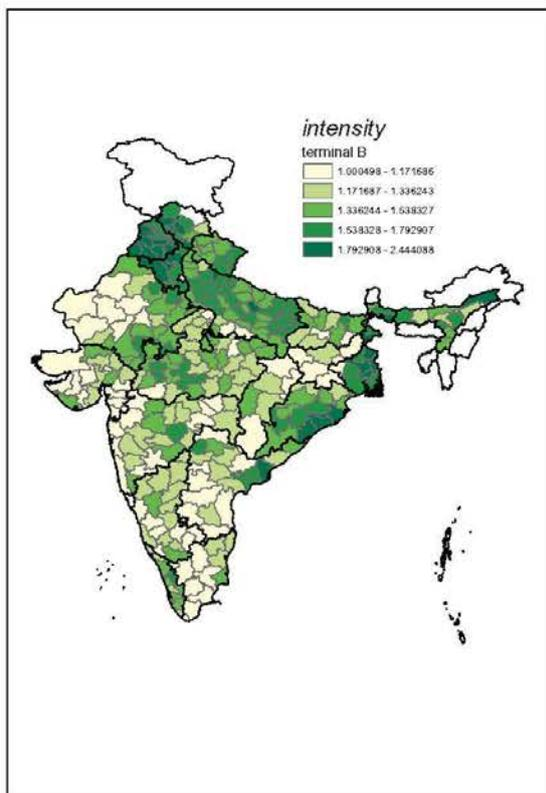 intensity
terminal B
1.000498 - 1.171686
1.171687 - 1.336243
1.336244 - 1.538327
1.538328 - 1.792907
1.792908 - 2.444088